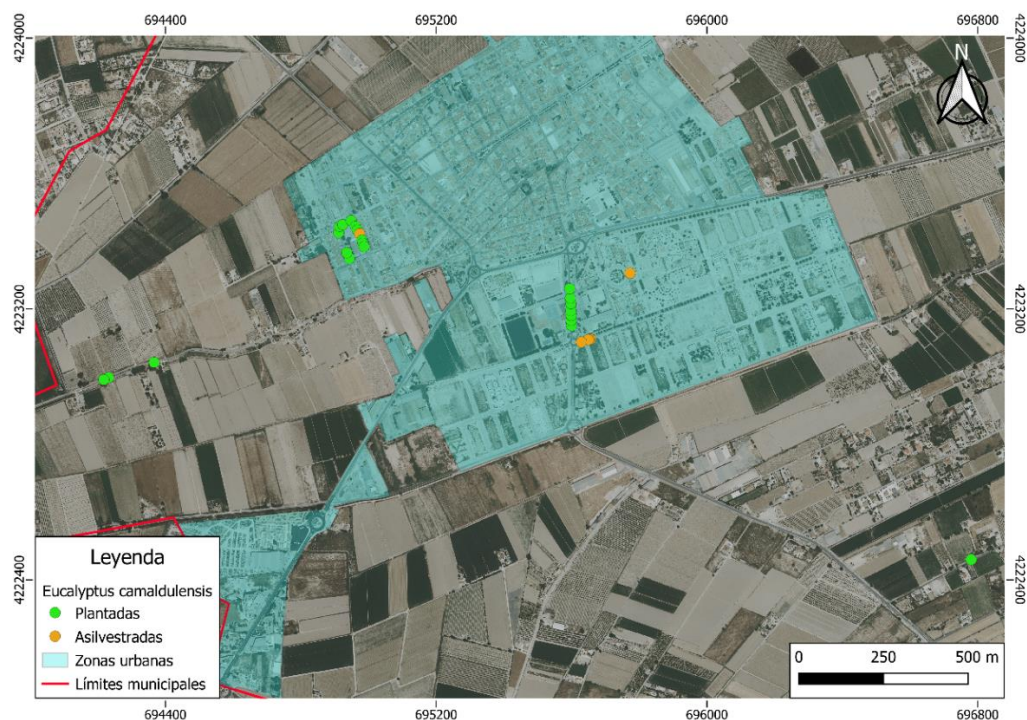 694400 695200 696000 696800
4224000 4224000
N
4223200 4223200
4222400 4222400
Leyenda
Eucalyptus camaldulensis
Plantadas
Asilvestradas
Zonas urbanas
Límites municipales
0 250 500 m
694400 695200 696000 696800